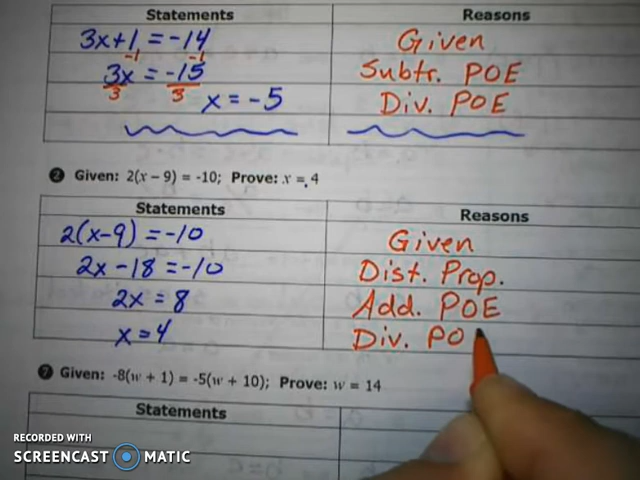 Statements Reasons
3x+1 = -14 Given
-1 -1
3x = -15 Subtr. POE
3 3
x = -5 Div. POE
2 Given: 2(x – 9) = -10; Prove: x = 4
Statements Reasons
2(x-9) = -10 Given
2x - 18 = -10 Dist. Prop.
2x = 8 Add. POE
x = 4 Div. PO
Given: -8(w + 1) = -5(w + 10); Prove: w = 14
Statements
RECORDED WITH
SCREENCAST MATIC